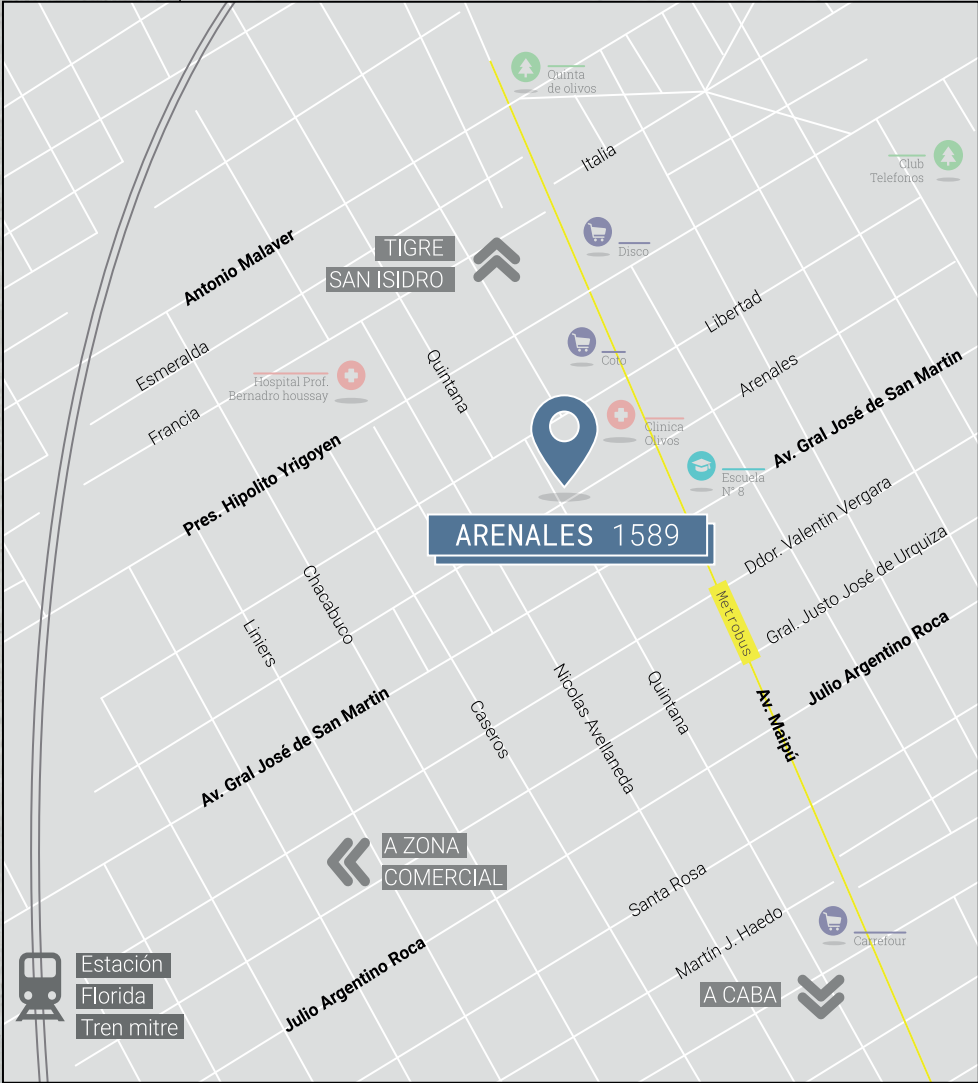 Quinta
de olivos
Italia
Club
Telefonos
Antonio Malaver
TIGRE
SAN ISIDRO
Disco
Libertad
Esmeralda
Coto
Quintana
Arenales
Av. Gral José de San Martin
Hospital Prof.
Bernadro houssay
Francia
Clinica
Olivos
Pres. Hipolito Yrigoyen
Escuela
N° 8
ARENALES 1589
Ddor. Valentin Vergara
Gral. Justo José de Urquiza
Metrobus
Chacabuco
Liniers
Julio Argentino Roca
Nicolas Avellaneda
Quintana
Av. Maipú
Av. Gral José de San Martin
Caseros
A ZONA
COMERCIAL
Santa Rosa
Martín J. Haedo
Carrefour
Julio Argentino Roca
Estación
Florida
Tren mitre
A CABA